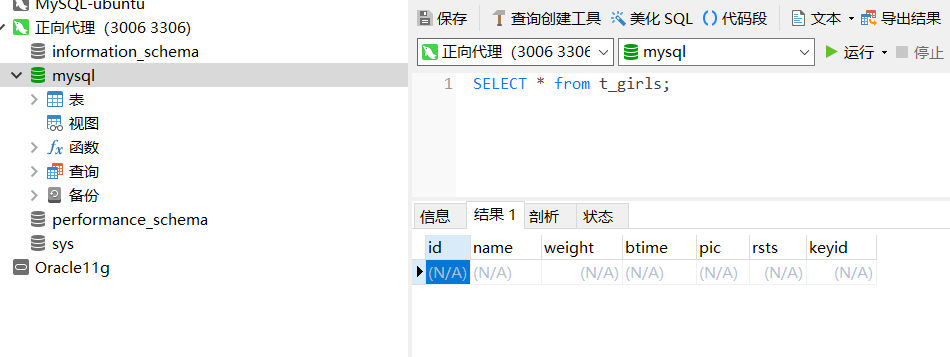 MySQL-ubuntu
正向代理（3006 3306）
information_schema
mysql
表
视图
fx 函数
查询
备份
performance_schema
sys
Oracle11g
保存 查询创建工具 美化 SQL () 代码段 文本 导出结果
正向代理（3006 3306 mysql 运行 停止
1 SELECT * from t_girls;
信息 结果 1 剖析 状态
id name weight btime pic rsts keyid
(N/A) (N/A) (N/A) (N/A) (N/A) (N/A) (N/A)